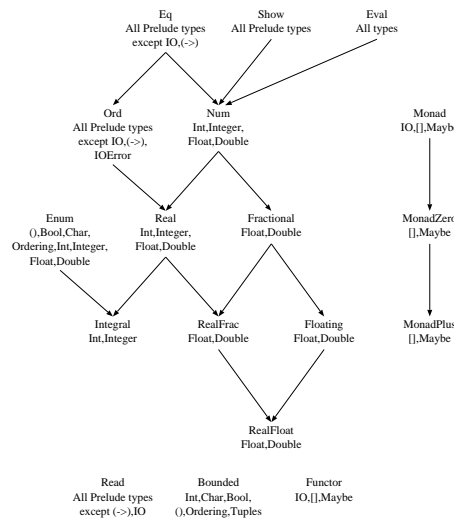 Eq
All Prelude types
except IO,(->)
Show
All Prelude types
Eval
All types
Ord
All Prelude types
except IO,(->),
IOError
Num
Int,Integer,
Float,Double
Monad
IO,[],Maybe
Enum
(),Bool,Char,
Ordering,Int,Integer,
Float,Double
Real
Int,Integer,
Float,Double
Fractional
Float,Double
MonadZero
[],Maybe
Integral
Int,Integer
RealFrac
Float,Double
Floating
Float,Double
MonadPlus
[],Maybe
RealFloat
Float,Double
Read
All Prelude types
except (->),IO
Bounded
Int,Char,Bool,
(),Ordering,Tuples
Functor
IO,[],Maybe